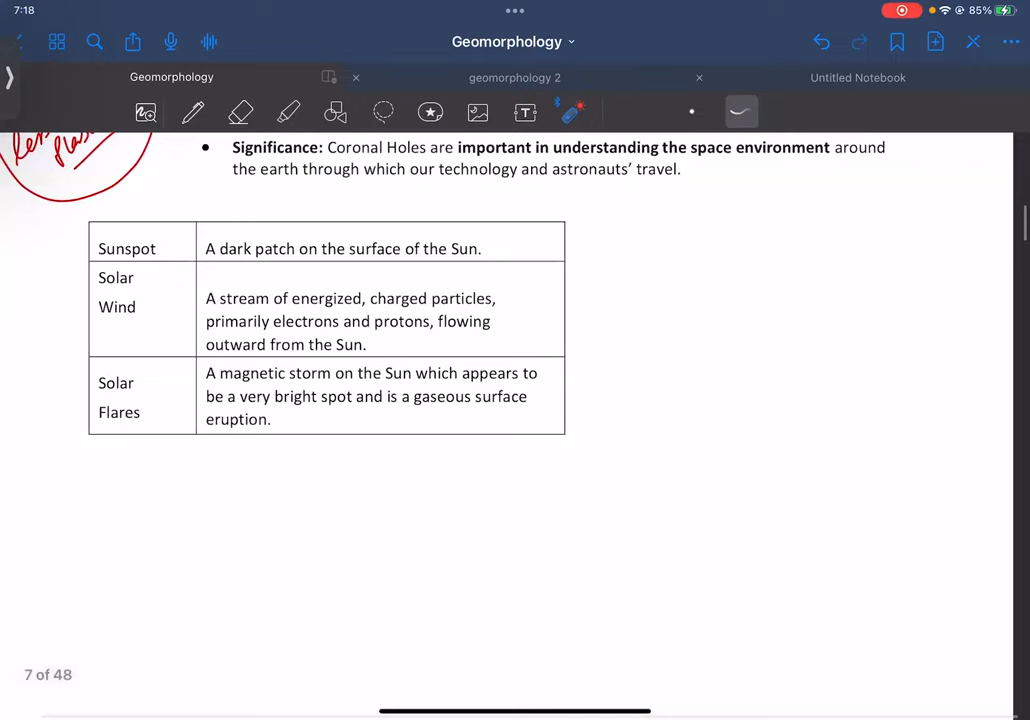 7:18
85%
Geomorphology
Geomorphology
geomorphology 2
Untitled Notebook
T
• Significance: Coronal Holes are important in understanding the space environment around
the earth through which our technology and astronauts’ travel.
Sunspot
A dark patch on the surface of the Sun.
Solar
Wind
A stream of energized, charged particles,
primarily electrons and protons, flowing
outward from the Sun.
Solar
Flares
A magnetic storm on the Sun which appears to
be a very bright spot and is a gaseous surface
eruption.
7 of 48